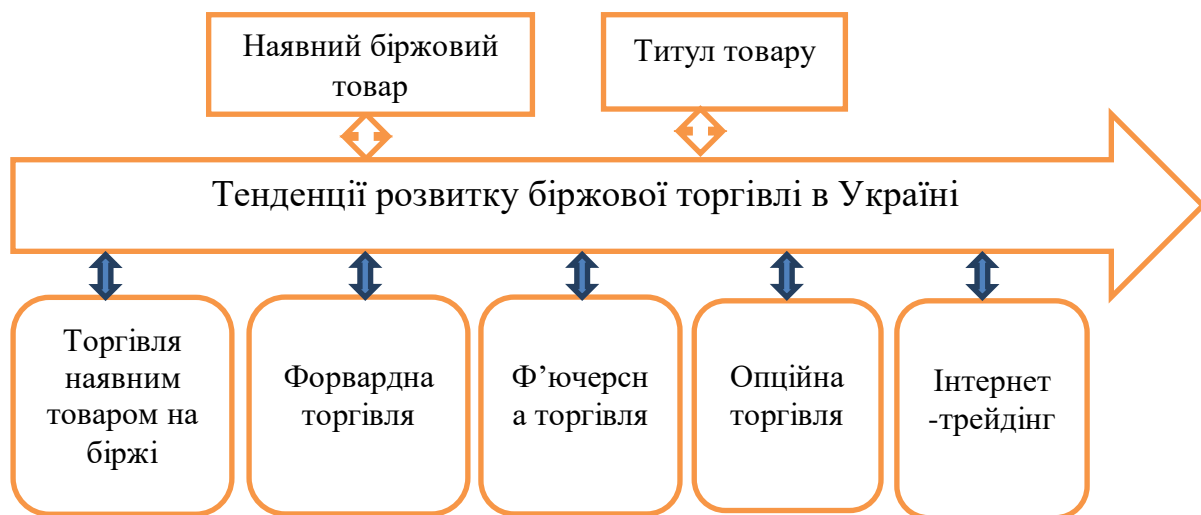 Наявний біржовий
товар
Титул товару
Тенденції розвитку біржової торгівлі в Україні
Торгівля
наявним
товаром на
біржі
Форвардна
торгівля
Ф’ючерсн
а торгівля
Опційна
торгівля
Інтернет
-трейдінг